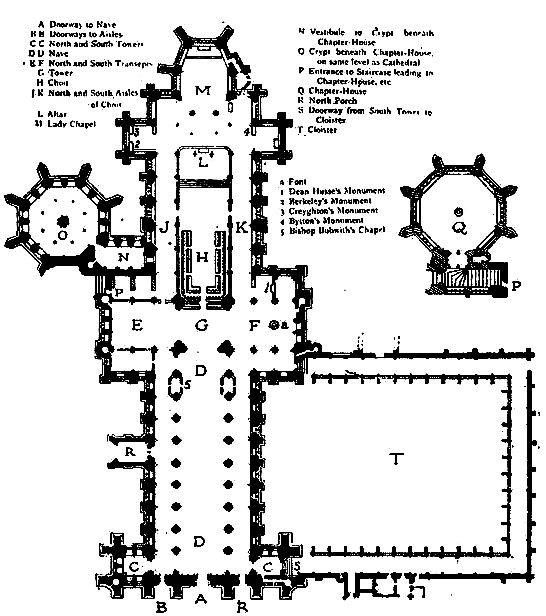 A Doorway to Nave
B B Doorways to Aisles
C C North and South Towers
D D Nave
E F North and South Transepts
G Tower
H Choir
J K North and South Aisles
of Choir
L Altar
M Lady Chapel
N Vestibule to Crypt beneath
Chapter-House
O Crypt beneath Chapter-House,
on same level as Cathedral
P Entrance to Staircase leading to
Chapter-House, etc
Q Chapter-House
R North Porch
S Doorway from South Tower to
Cloister
T Cloister
a Font
1 Dean Husse's Monument
2 Berkeley's Monument
3 Creyghton's Monument
4 Bytton's Monument
5 Bishop Bubwith's Chapel
M
3
4
2
L
O
J
K
Q
N
H
P
P
E
G
F
a
D
5
R
T
D
C
C
S
B
A